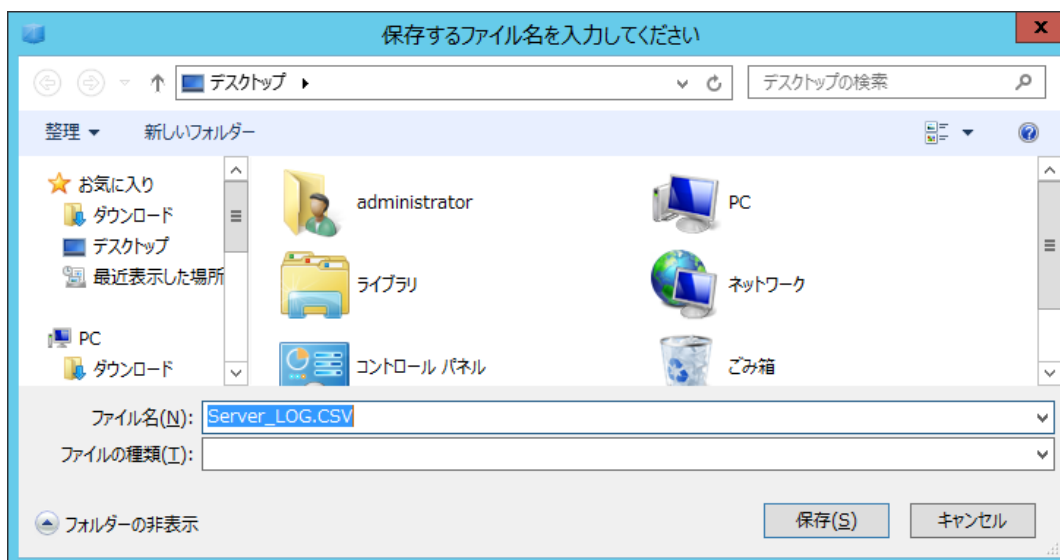 保存するファイル名を入力してください
デスクトップ
デスクトップの検索
整理
新しいフォルダー
お気に入り
ダウンロード
デスクトップ
最近表示した場所
PC
ダウンロード
administrator
PC
ライブラリ
ネットワーク
コントロール パネル
ごみ箱
ファイル名(N): Server_LOG.CSV
ファイルの種類(T):
フォルダーの非表示
保存(S)
キャンセル